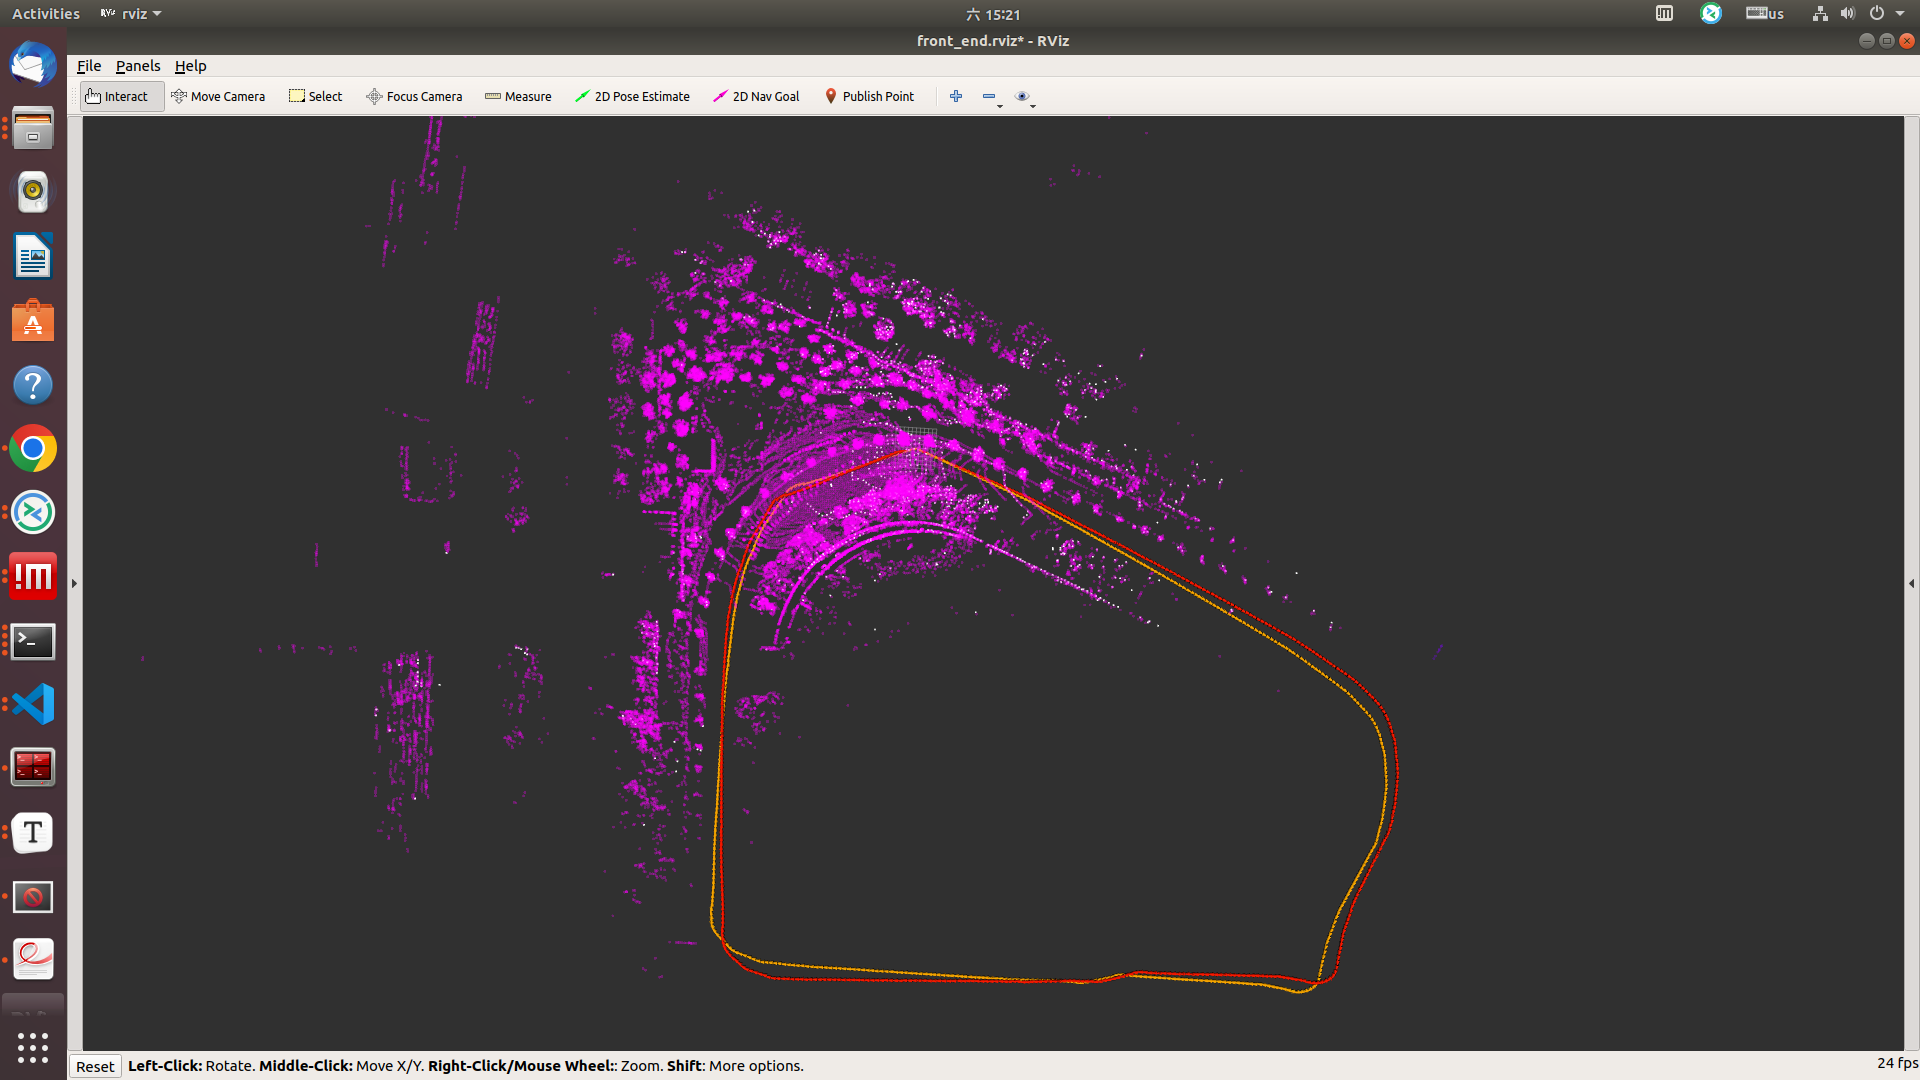 Activities
RV rviz
六 15:21
us
front_end.rviz* - RViz
File Panels Help
Interact Move Camera Select Focus Camera Measure 2D Pose Estimate 2D Nav Goal Publish Point
Reset Left-Click: Rotate. Middle-Click: Move X/Y. Right-Click/Mouse Wheel:: Zoom. Shift: More options.
24 fps